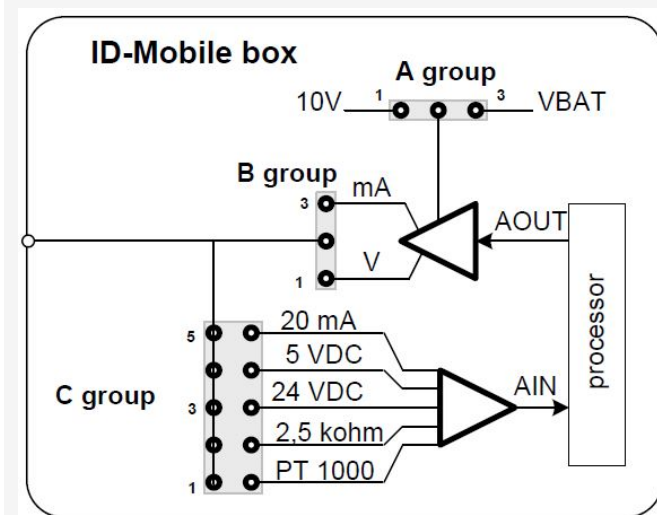 ID-Mobile box
A group
10V 1 3 VBAT
B group
3 mA
AOUT
V
1
processor
5 20 mA
5 VDC
C group 3 24 VDC
AIN
2,5 kohm
1 PT 1000